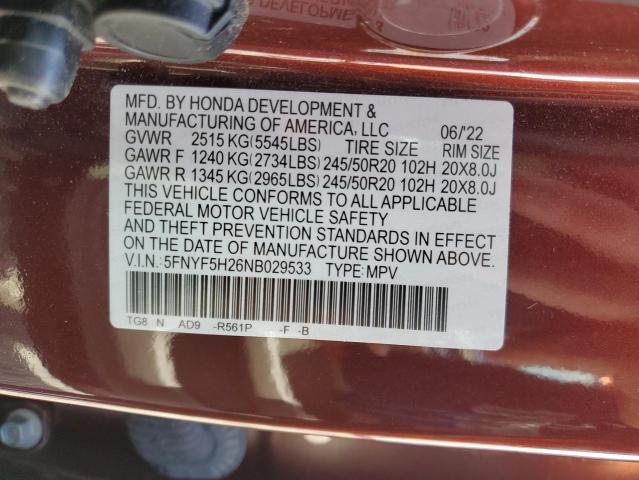 DEVELOPME
2
MFD. BY HONDA DEVELOPMENT &
MANUFACTURING OF AMERICA, LLC 06/'22
GVWR 2515 KG(5545LBS) TIRE SIZE RIM SIZE
GAWR F 1240 KG(2734LBS) 245/50R20 102H 20X8.0J
GAWR R 1345 KG(2965LBS) 245/50R20 102H 20X8.0J
THIS VEHICLE CONFORMS TO ALL APPLICABLE
FEDERAL MOTOR VEHICLE SAFETY
AND THEFT PREVENTION STANDARDS IN EFFECT
ON THE DATE OF MANUFACTURE SHOWN ABOVE.
V.I.N.:5FNYF5H26NB029533 TYPE:MPV
TG8 N AD9 -R561P -F -B